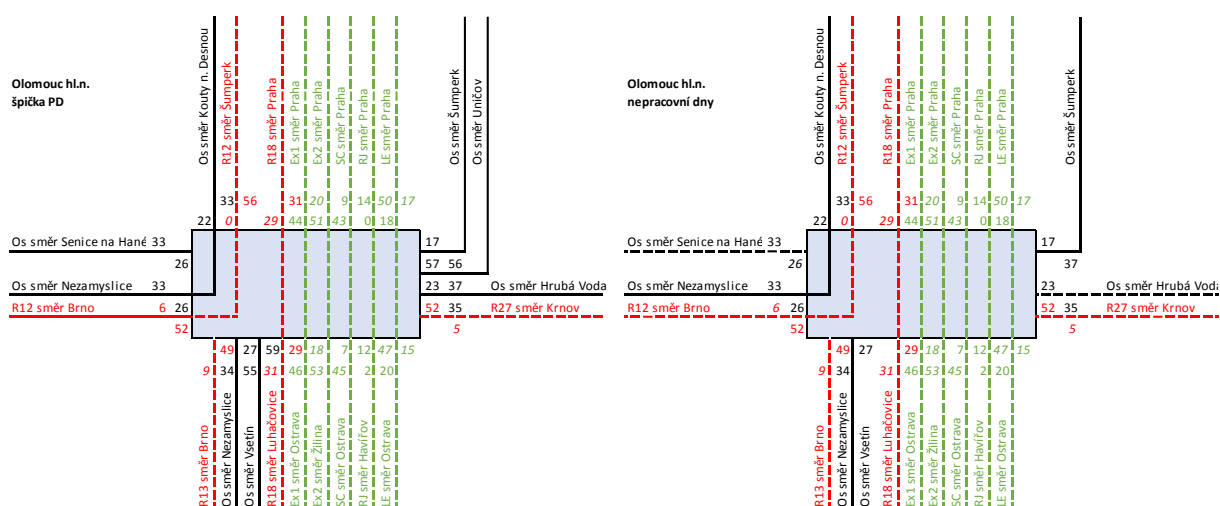 Olomouc hl.n.
špička PD
Os směr Kouty n. Desnou
R12 směr Šumperk
R18 směr Praha
Ex1 směr Praha
Ex2 směr Praha
SC směr Praha
RJ směr Praha
LE směr Praha
Os směr Šumperk
Os směr Uničov
33 56 31 20 9 14 50 17
22 0 29 44 51 43 0 18
Os směr Senice na Hané 33
26
17
57 56
Os směr Nezamyslice 33
23 37 Os směr Hrubá Voda
R12 směr Brno 6 26
52 35 R27 směr Krnov
52
5
49 27 59 29 18 7 12 47 15
9 34 55 31 46 53 45 2 20
R13 směr Brno
Os směr Nezamyslice
Os směr Vsetín
R18 směr Luhačovice
Ex1 směr Ostrava
Ex2 směr Žilina
SC směr Ostrava
RJ směr Havířov
LE směr Ostrava
Olomouc hl.n.
nepracovní dny
Os směr Kouty n. Desnou
R12 směr Šumperk
R18 směr Praha
Ex1 směr Praha
Ex2 směr Praha
SC směr Praha
RJ směr Praha
LE směr Praha
Os směr Šumperk
33 56 31 20 9 14 50 17
22 0 29 44 51 43 0 18
Os směr Senice na Hané 33
26
17
37
Os směr Nezamyslice 33
23 Os směr Hrubá Voda
R12 směr Brno 6 26
52 35 R27 směr Krnov
52
5
49 27 29 18 7 12 47 15
9 34 31 46 53 45 2 20
R13 směr Brno
Os směr Nezamyslice
Os směr Vsetín
R18 směr Luhačovice
Ex1 směr Ostrava
Ex2 směr Žilina
SC směr Ostrava
RJ směr Havířov
LE směr Ostrava